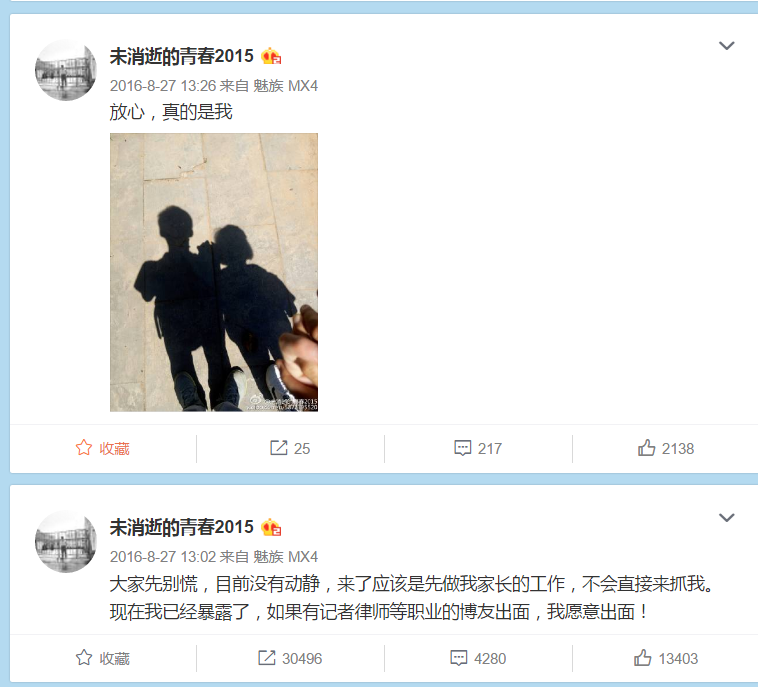 未消逝的青春2015
2016-8-27 13:26 来自 魅族 MX4
放心，真的是我
收藏
25
217
2138
未消逝的青春2015
2016-8-27 13:02 来自 魅族 MX4
大家先别慌，目前没有动静，来了应该是先做我家长的工作，不会直接来抓我。
现在我已经暴露了，如果有记者律师等职业的博友出面，我愿意出面！
收藏
30496
4280
13403